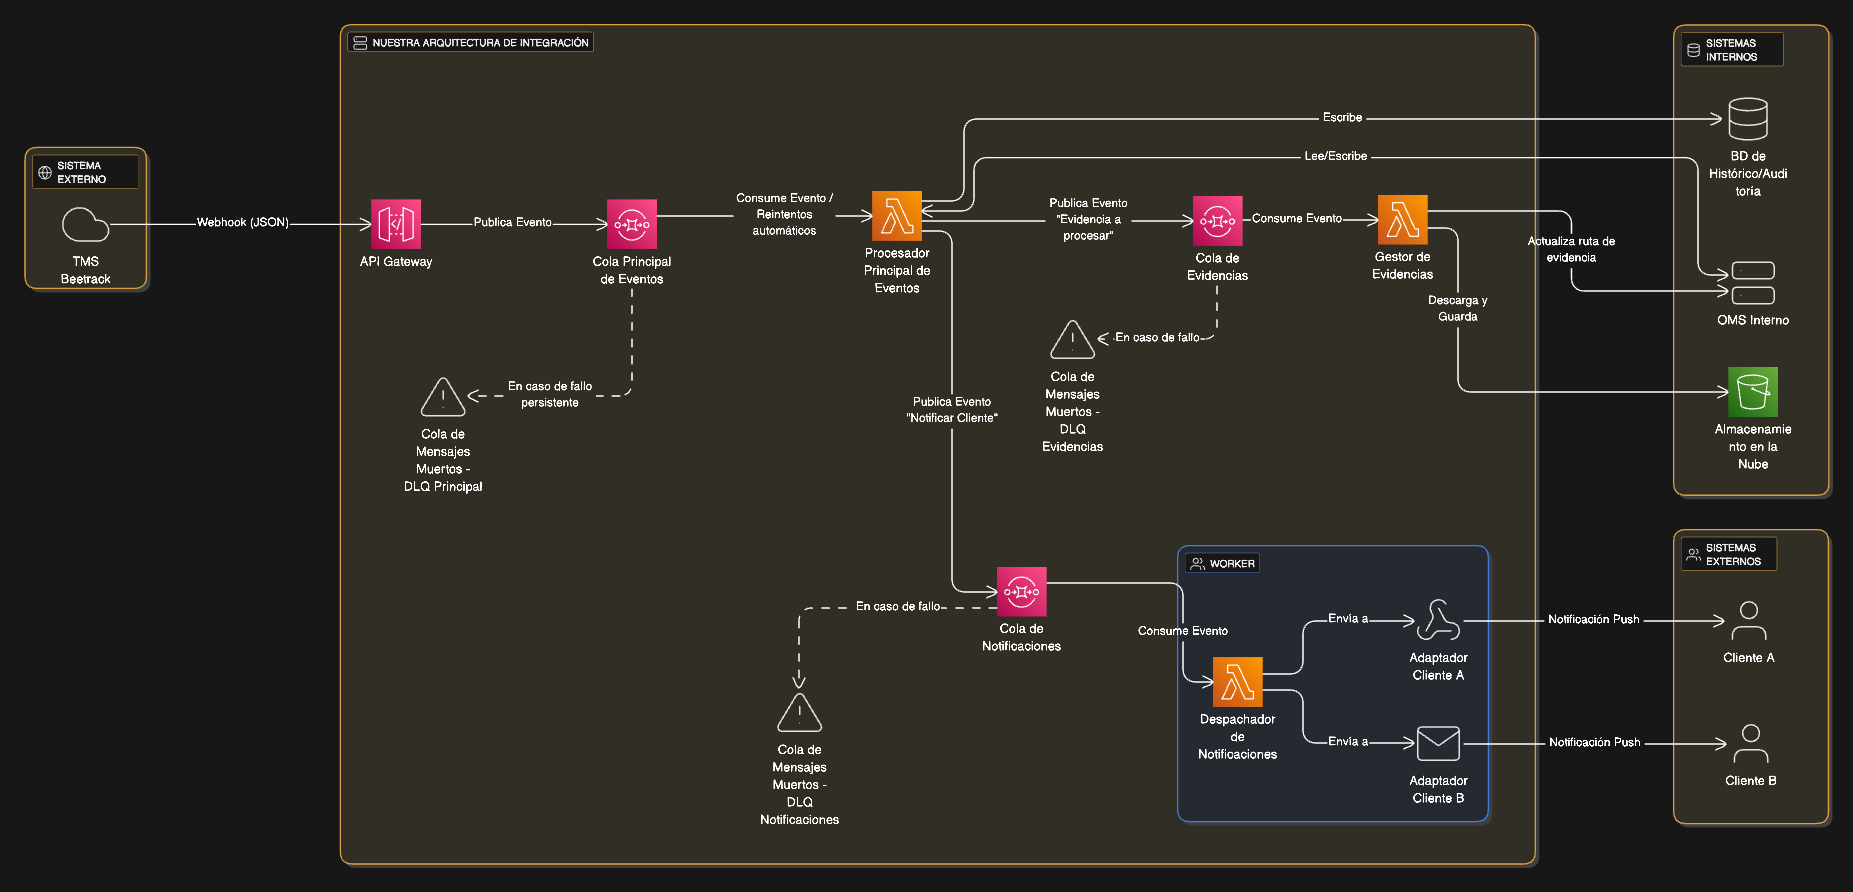 NUESTRA ARQUITECTURA DE INTEGRACIÓN
SISTEMA
EXTERNO
TMS
Beetrack
Webhook (JSON)
API Gateway
Publica Evento
Cola Principal
de Eventos
En caso de fallo
persistente
Cola de
Mensajes
Muertos -
DLQ Principal
Consume Evento /
Reintentos
automáticos
Procesador
Principal de
Eventos
Escribe
Lee/Escribe
Publica Evento
"Evidencia a
procesar"
Cola de
Evidencias
En caso de fallo
Cola de
Mensajes
Muertos -
DLQ
Evidencias
Consume Evento
Gestor de
Evidencias
Actualiza ruta de
evidencia
Descarga y
Guarda
SISTEMAS
INTERNOS
BD de
Histórico/Audi
toría
OMS Interno
Almacenamie
nto en la
Nube
Publica Evento
"Notificar Cliente"
Cola de
Notificaciones
En caso de fallo
Cola de
Mensajes
Muertos -
DLQ
Notificaciones
Consume Evento
WORKER
Despachador
de
Notificaciones
Envía a
Adaptador
Cliente A
Envía a
Adaptador
Cliente B
Notificación Push
Notificación Push
SISTEMAS
EXTERNOS
Cliente A
Cliente B